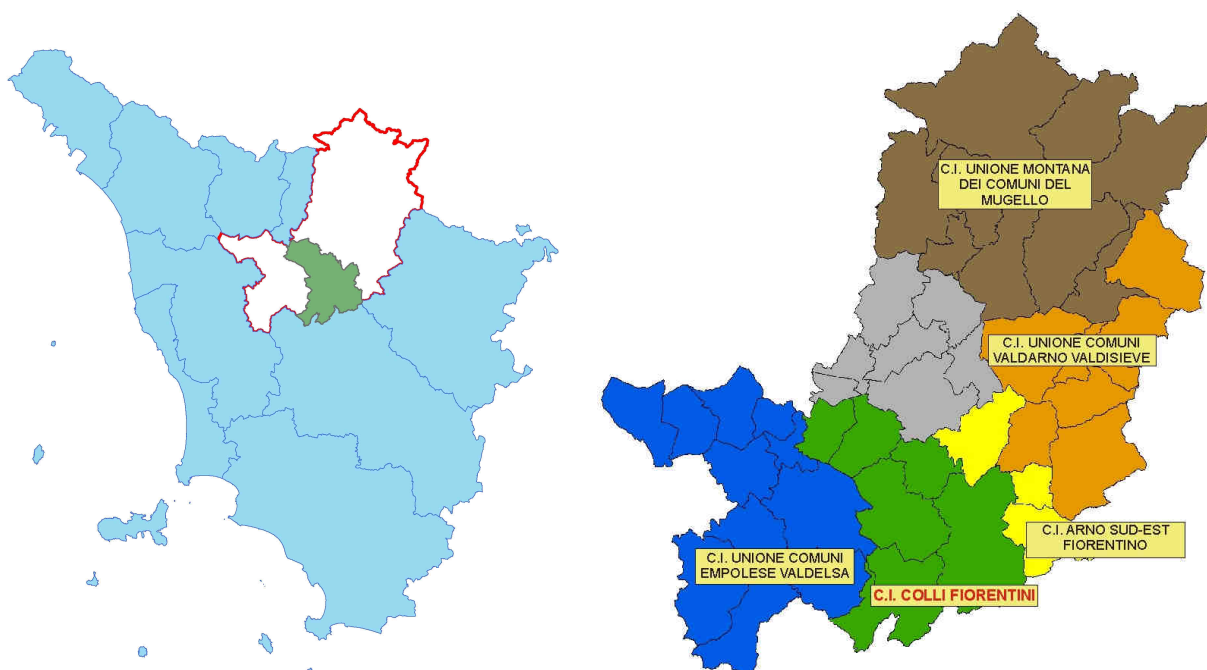 C.I. UNIONE MONTANA
DEI COMUNI DEL
MUGELLO
C.I. UNIONE COMUNI
VALDARNO VALDISIEVE
C.I. ARNO SUD-EST
FIORENTINO
C.I. UNIONE COMUNI
EMPOLESE VALDELSA
C.I. COLLI FIORENTINI